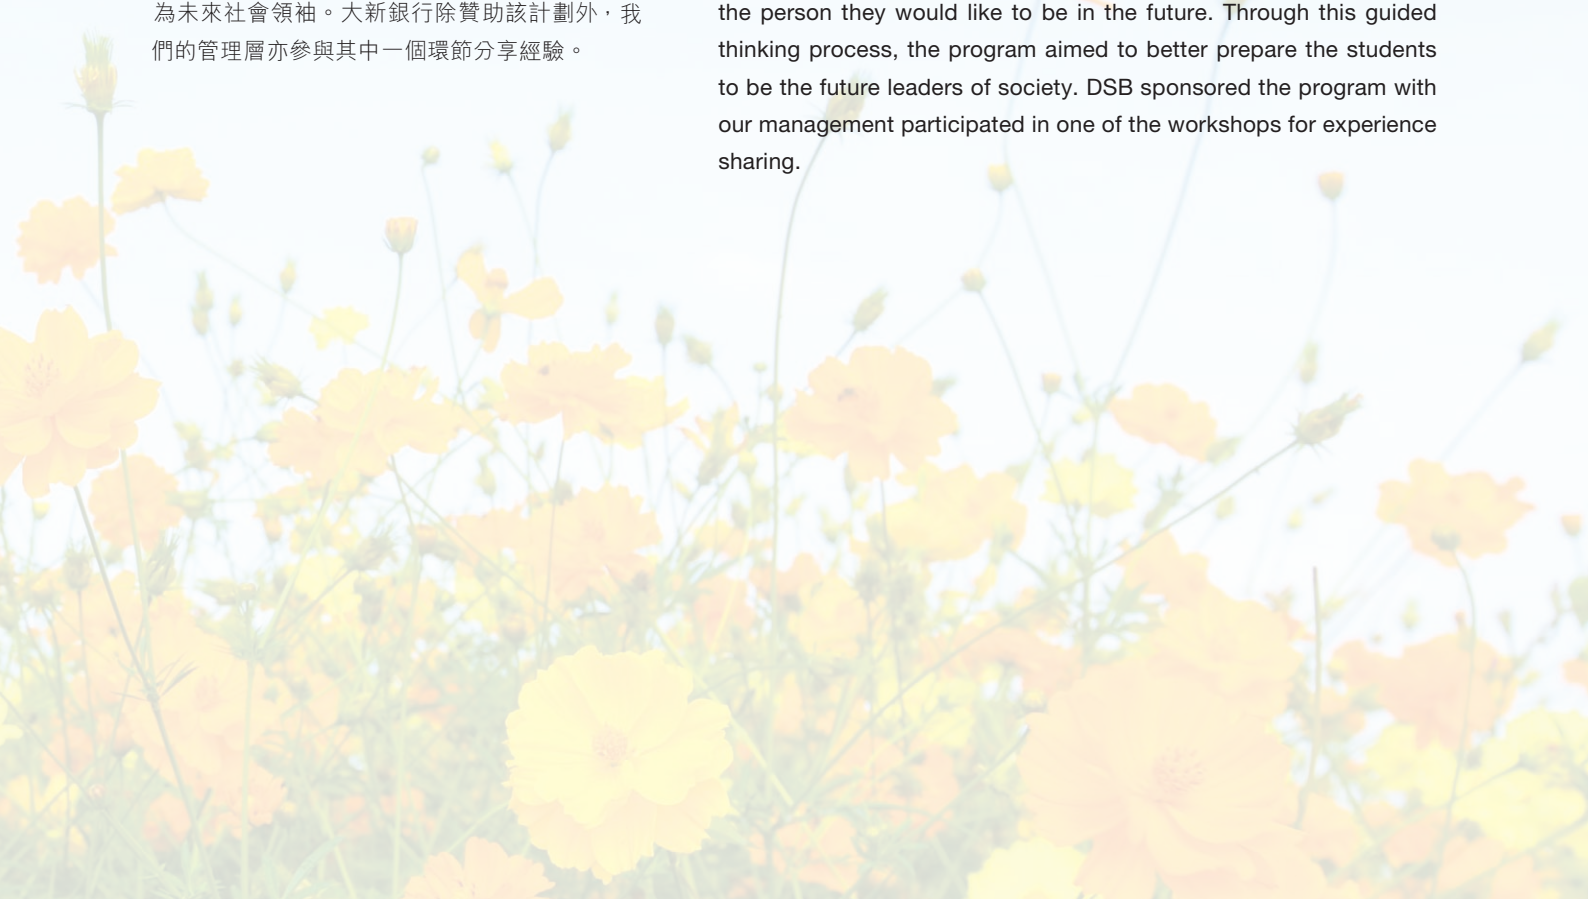 為未來社會領袖。大新銀行除贊助該計劃外，我
們的管理層亦參與其中一個環節分享經驗。
the person they would like to be in the future. Through this guided
thinking process, the program aimed to better prepare the students
to be the future leaders of society. DSB sponsored the program with
our management participated in one of the workshops for experience
sharing.